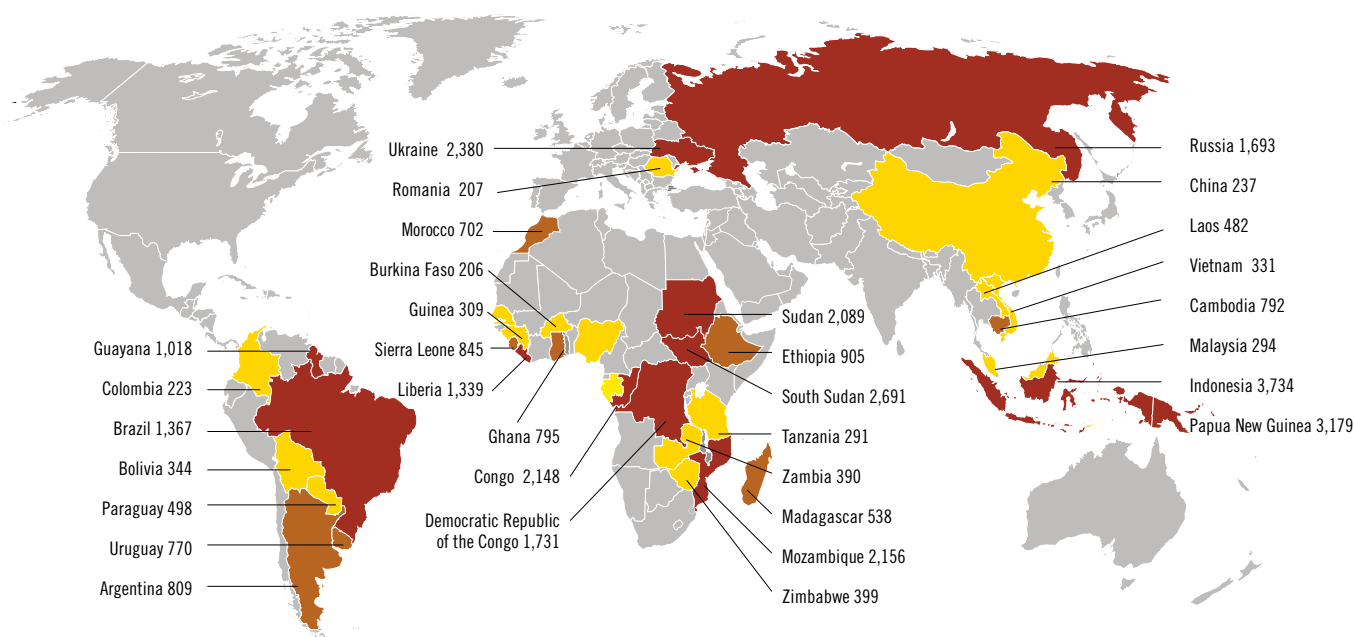 Ukraine 2,380
Romania 207
Morocco 702
Burkina Faso 206
Guinea 309
Sierra Leone 845
Liberia 1,339
Ghana 795
Congo 2,148
Democratic Republic
of the Congo 1,731
Guayana 1,018
Colombia 223
Brazil 1,367
Bolivia 344
Paraguay 498
Uruguay 770
Argentina 809
Sudan 2,089
Ethiopia 905
South Sudan 2,691
Tanzania 291
Zambia 390
Madagascar 538
Mozambique 2,156
Zimbabwe 399
Russia 1,693
China 237
Laos 482
Vietnam 331
Cambodia 792
Malaysia 294
Indonesia 3,734
Papua New Guinea 3,179